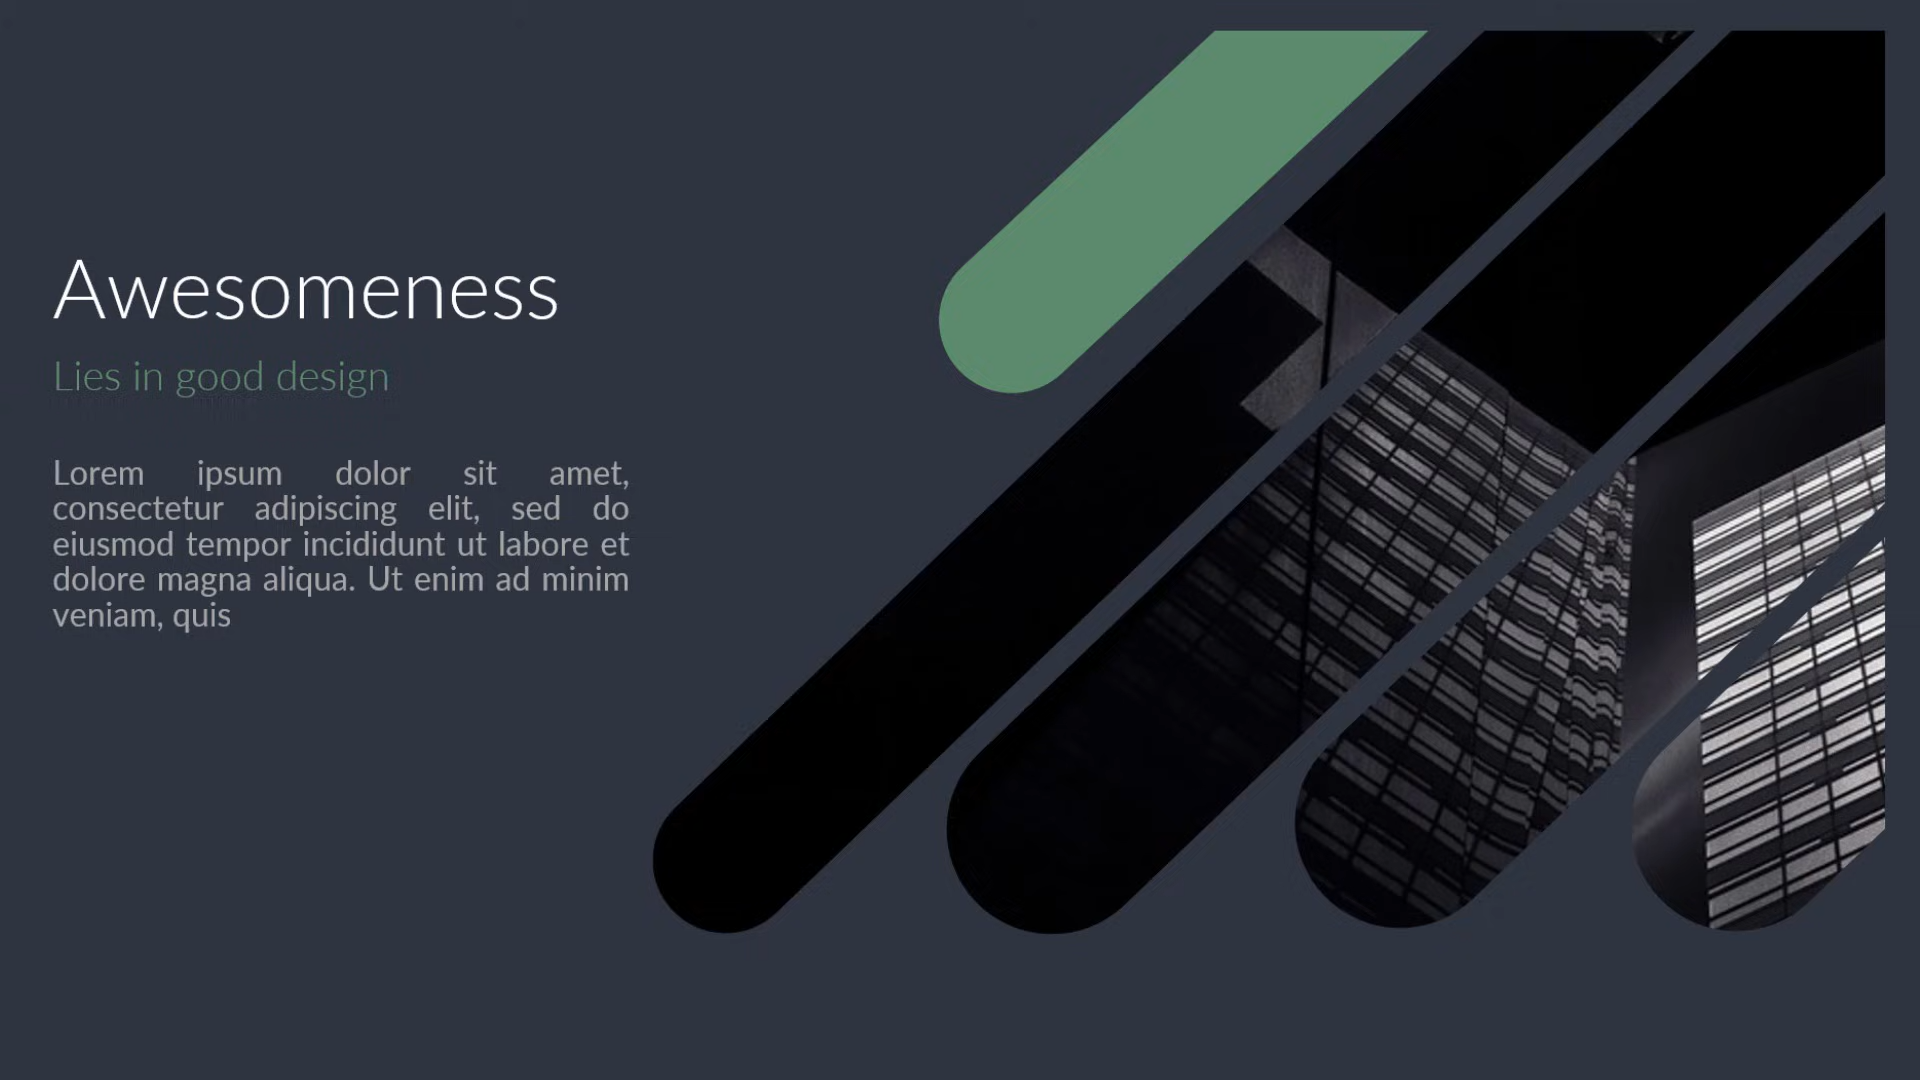 Awesomeness
Lies in good design
Lorem ipsum dolor sit amet,
consectetur adipiscing elit, sed do
eiusmod tempor incididunt ut labore et
dolore magna aliqua. Ut enim ad minim
veniam, quis